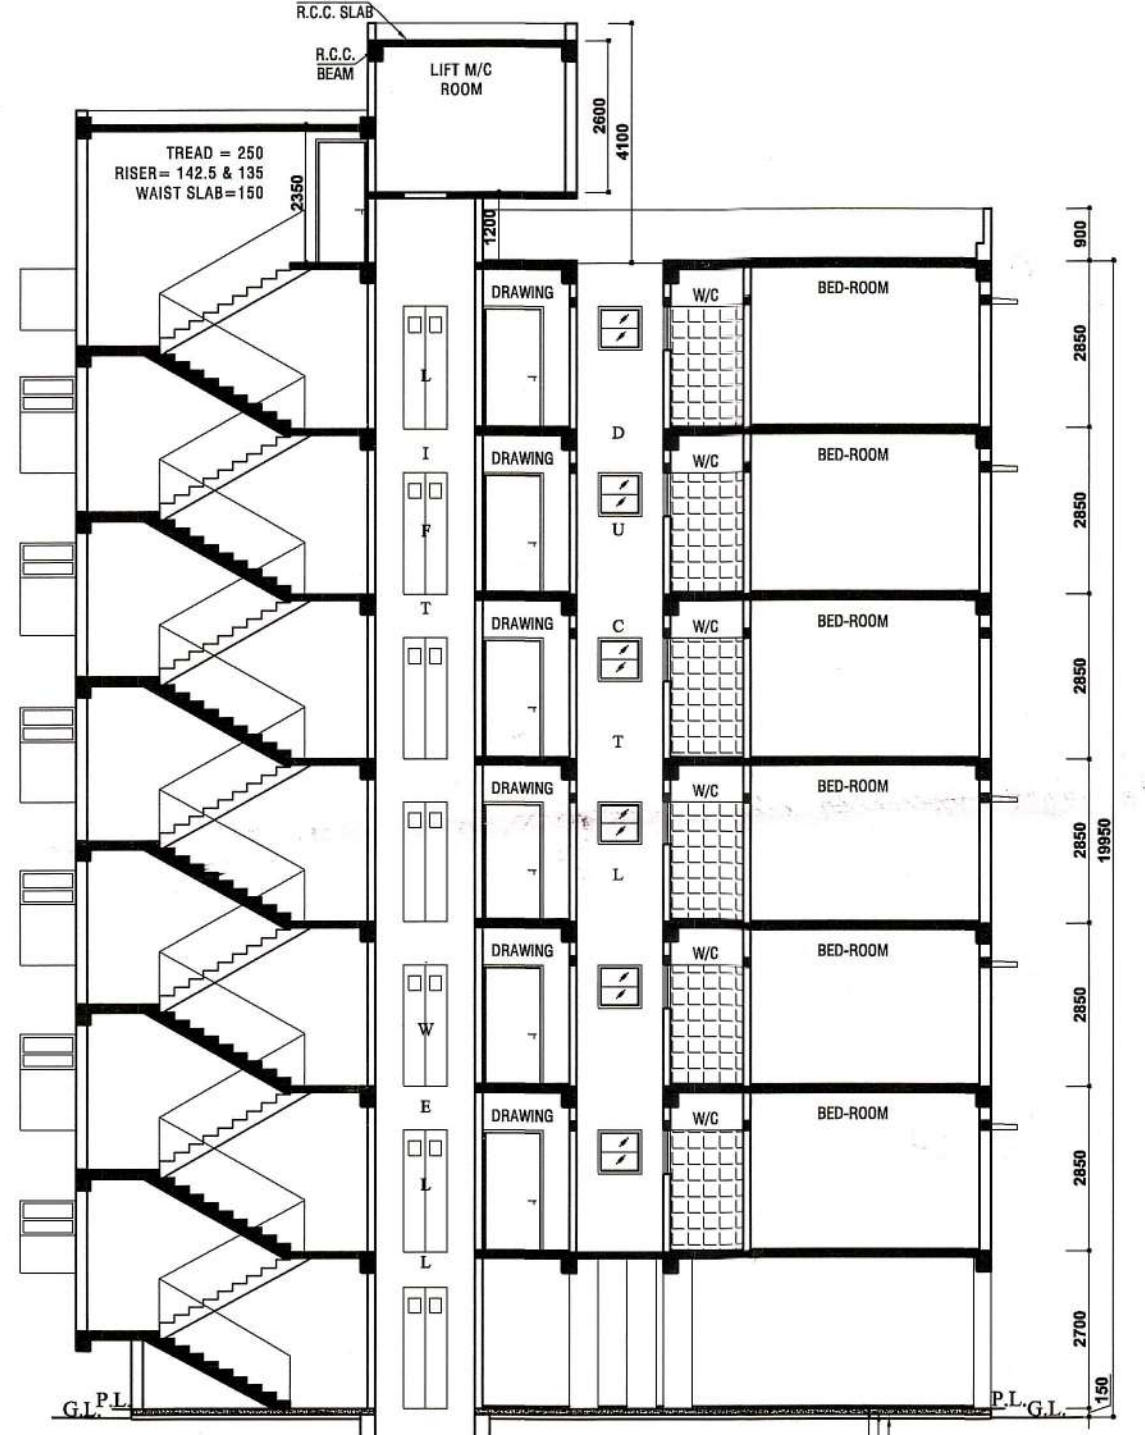 R.C.C. SLAB
R.C.C.
BEAM
LIFT M/C
ROOM
2600
4100
TREAD = 250
RISER= 142.5 & 135
WAIST SLAB=150
2350
1200
900
DRAWING
W/C
BED-ROOM
2850
L
D
I
DRAWING
W/C
BED-ROOM
2850
F
U
T
C
DRAWING
W/C
BED-ROOM
2850
T
DRAWING
W/C
BED-ROOM
2850
19950
L
DRAWING
W/C
BED-ROOM
2850
W
E
DRAWING
W/C
BED-ROOM
2850
L
L
2700
150
G.L. P.L.
P.L. G.L.